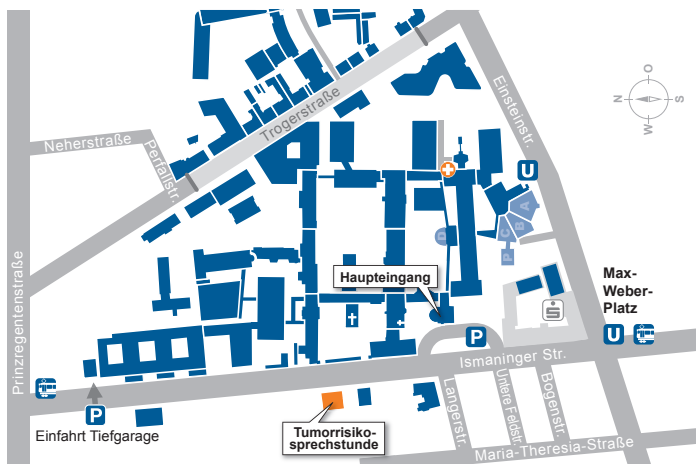 Neherstraße
Perfallstr.
Trogerstraße
Einsteinstr.
O
N
S
W
U
A
B
C
P
D
Prinzregentenstraße
Haupteingang
Max-
Weber-
Platz
S
U
P
Ismaninger Str.
P
Einfahrt Tiefgarage
Tumorrisiko-
sprechstunde
Langerstr.
Untere Feldstr.
Bogenstr.
Maria-Theresia-Straße